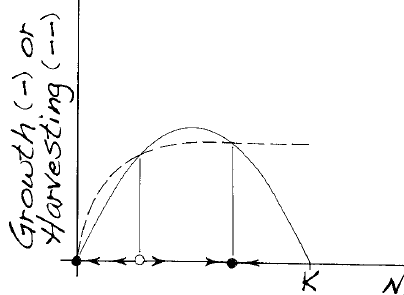 Growth (-) or
Harvesting (--)
K
N